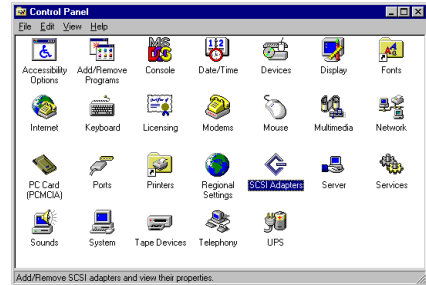 Control Panel
File Edit View Help
Accessibility Options
Add/Remove Programs
Console
Date/Time
Devices
Display
Fonts
Internet
Keyboard
Licensing
Modems
Mouse
Multimedia
Network
PC Card (PCMCIA)
Ports
Printers
Regional Settings
SCSI Adapters
Server
Services
Sounds
System
Tape Devices
Telephony
UPS
Add/Remove SCSI adapters and view their properties.